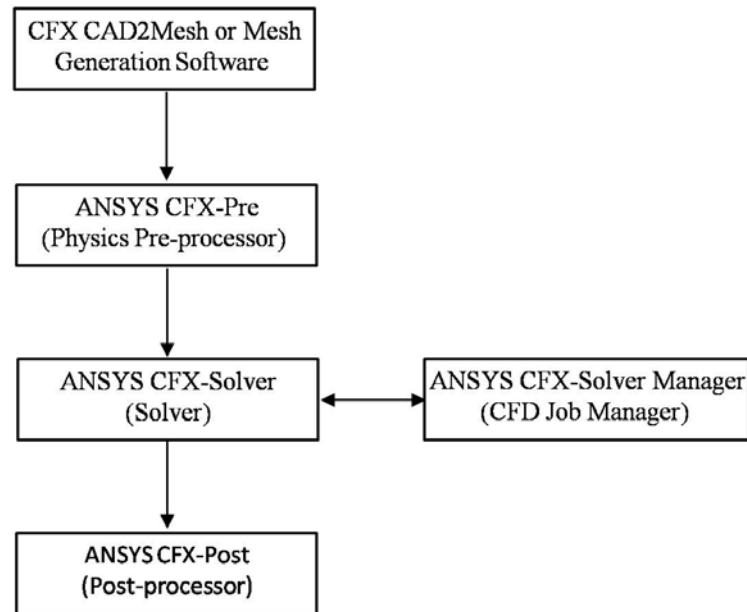 CFX CAD2Mesh or Mesh
Generation Software
ANSYS CFX-Pre
(Physics Pre-processor)
ANSYS CFX-Solver
(Solver)
ANSYS CFX-Solver Manager
(CFD Job Manager)
ANSYS CFX-Post
(Post-processor)